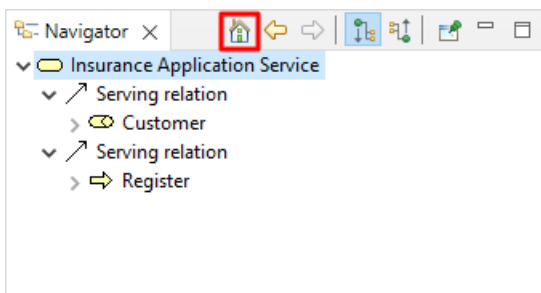 Navigator
Insurance Application Service
Serving relation
Customer
Serving relation
Register